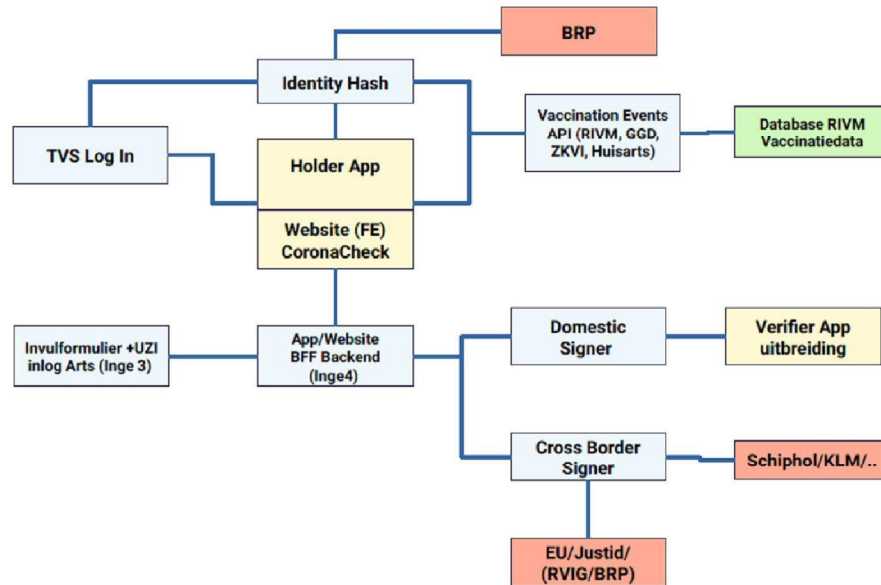 BRP
Identity Hash
Vaccination Events
API (RIVM, GGD,
ZKVI, Huisarts)
Database RIVM
Vaccinatiedata
TVS Log In
Holder App
Website (FE)
CoronaCheck
Invulformulier +UZI
inlog Arts (Inge 3)
App/Website
BFF Backend
(Inge4)
Domestic
Signer
Verifier App
uitbreiding
Cross Border
Signer
Schiphol/KLM/..
EU/Justid/
(RVIG/BRP)